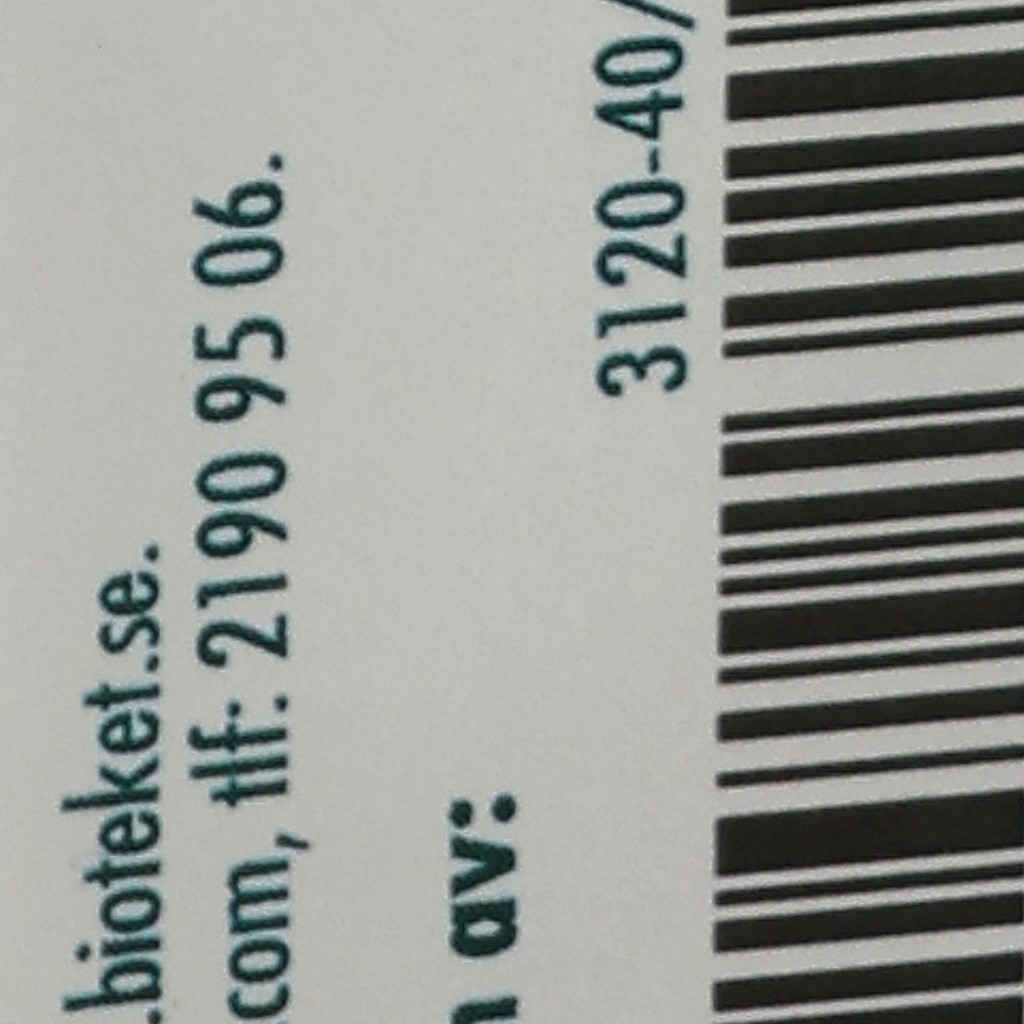 .bioteket.se.
com, tlf: 2190 95 06.
av:
3120-40/